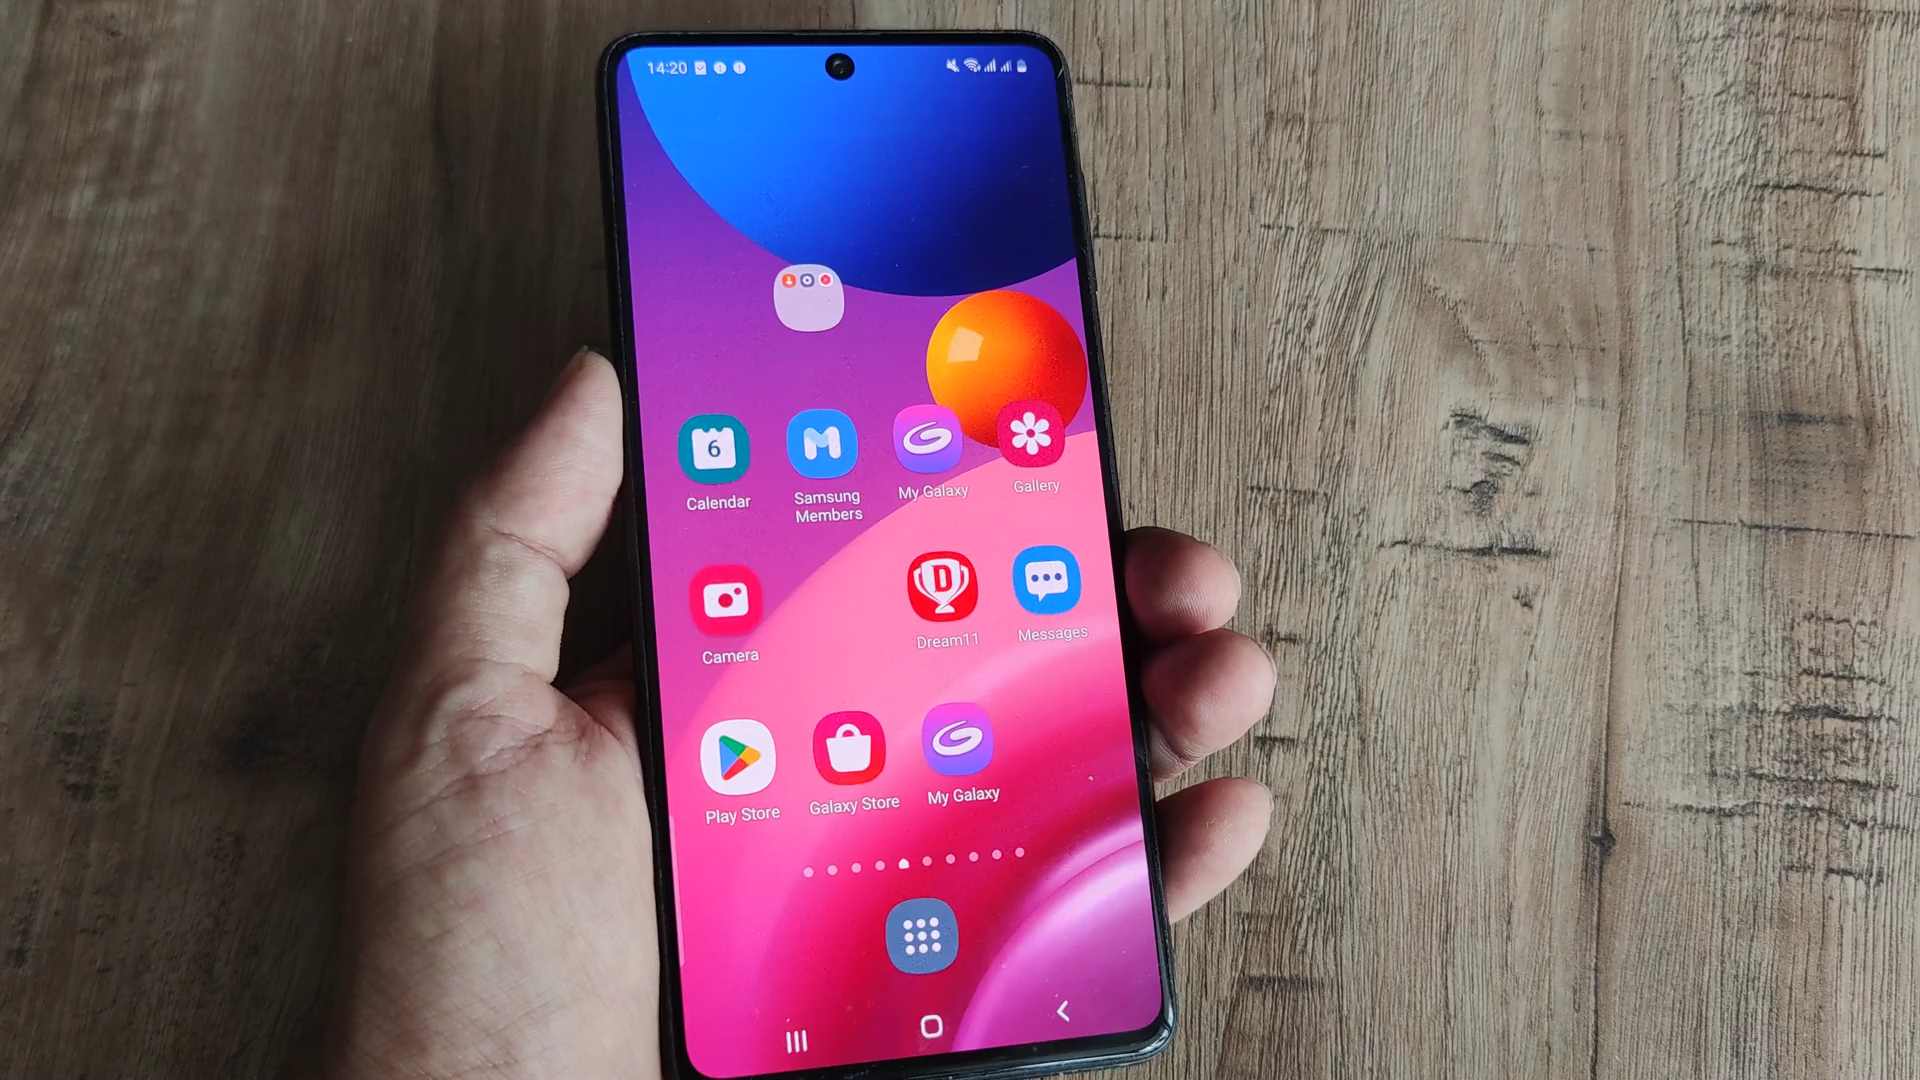 14:20
6
Calendar
Samsung
Members
My Galaxy
Gallery
Camera
D
Dream11
Messages
Play Store
Galaxy Store
My Galaxy